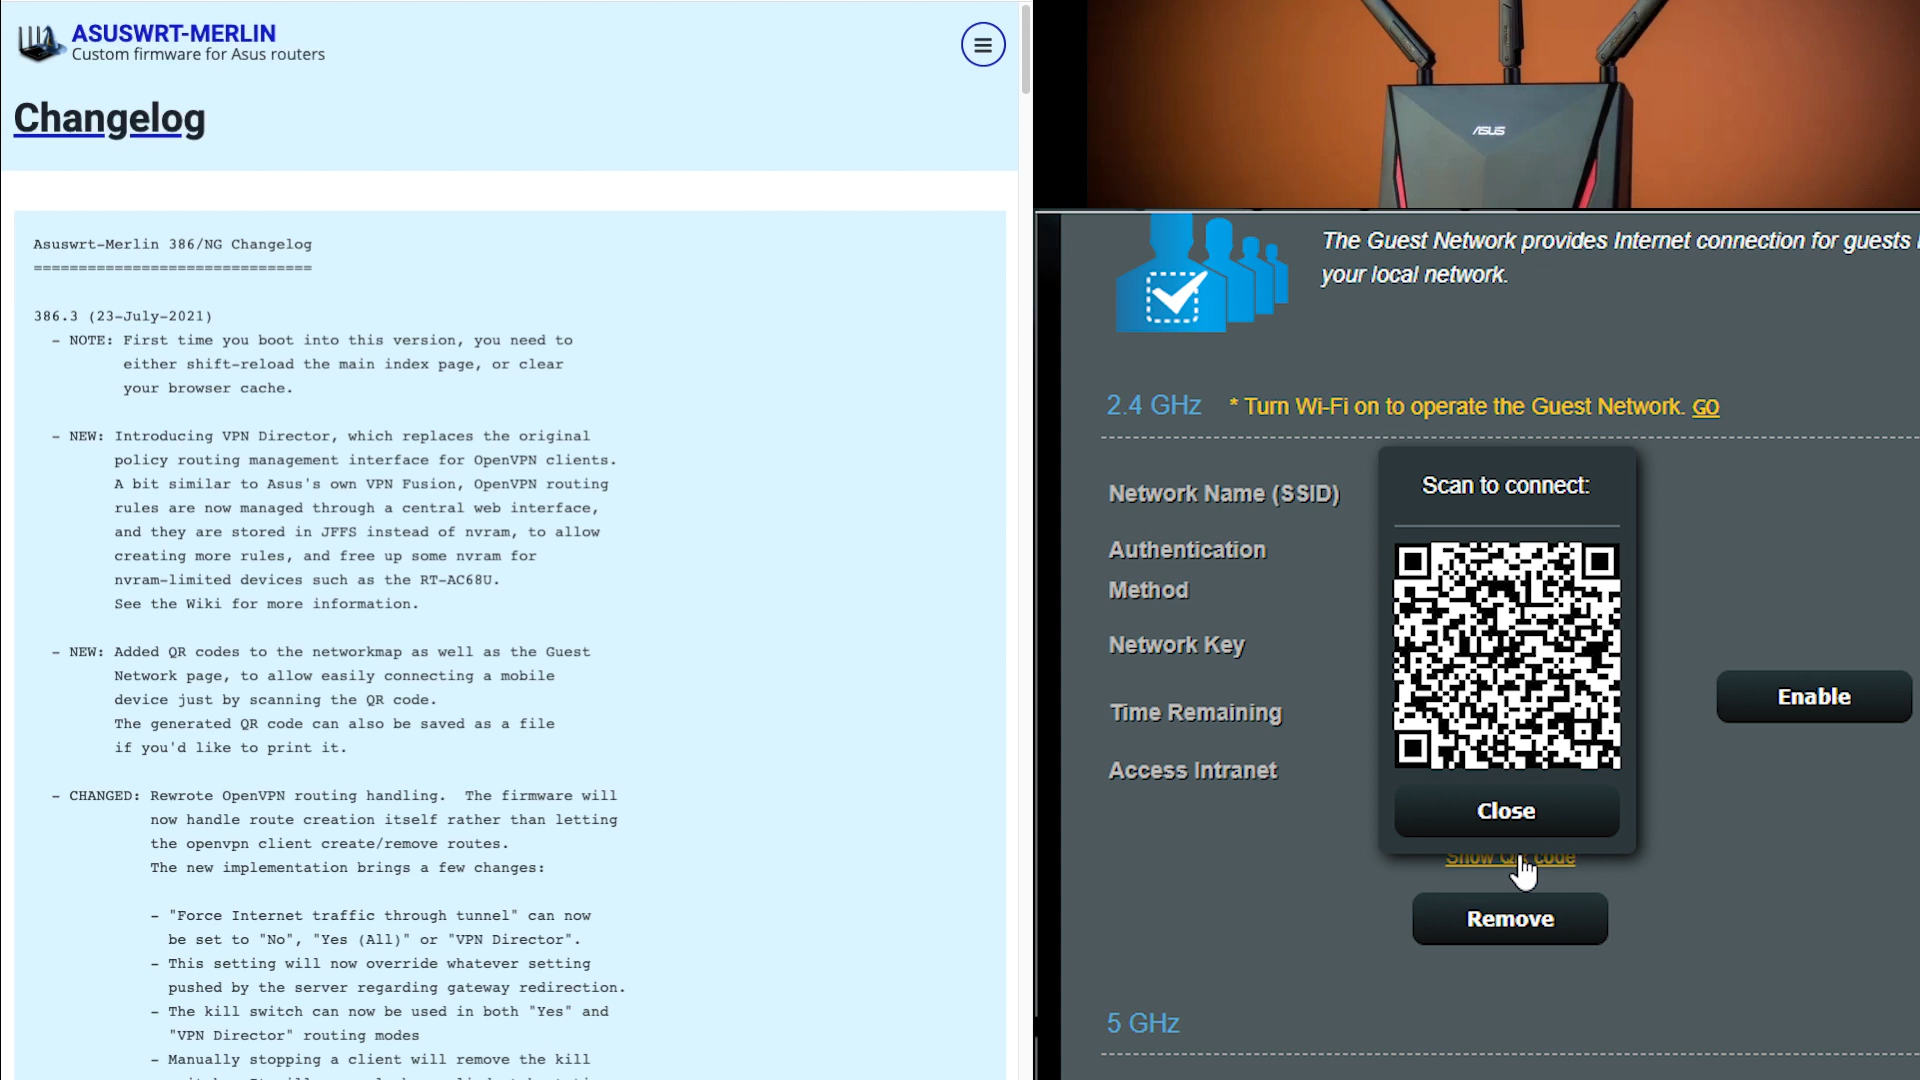 ASUSWRT-MERLIN
Custom firmware for Asus routers
Changelog
Asuswrt-Merlin 386/NG Changelog
===============================
386.3 (23-July-2021)
- NOTE: First time you boot into this version, you need to
either shift-reload the main index page, or clear
your browser cache.
- NEW: Introducing VPN Director, which replaces the original
policy routing management interface for OpenVPN clients.
A bit similar to Asus's own VPN Fusion, OpenVPN routing
rules are now managed through a central web interface,
and they are stored in JFFS instead of nvram, to allow
creating more rules, and free up some nvram for
nvram-limited devices such as the RT-AC68U.
See the Wiki for more information.
- NEW: Added QR codes to the networkmap as well as the Guest
Network page, to allow easily connecting a mobile
device just by scanning the QR code.
The generated QR code can also be saved as a file
if you'd like to print it.
- CHANGED: Rewrote OpenVPN routing handling.  The firmware will
now handle route creation itself rather than letting
the openvpn client create/remove routes.
The new implementation brings a few changes:
- "Force Internet traffic through tunnel" can now
be set to "No", "Yes (All)" or "VPN Director".
- This setting will now override whatever setting
pushed by the server regarding gateway redirection.
- The kill switch can now be used in both "Yes" and
"VPN Director" routing modes
- Manually stopping a client will remove the kill
ASUS
The Guest Network provides Internet connection for guests
your local network.
2.4 GHz * Turn Wi-Fi on to operate the Guest Network. GO
Network Name (SSID)
Authentication
Method
Network Key
Time Remaining
Access Intranet
Scan to connect:
Close
Show QR code
Remove
Enable
5 GHz